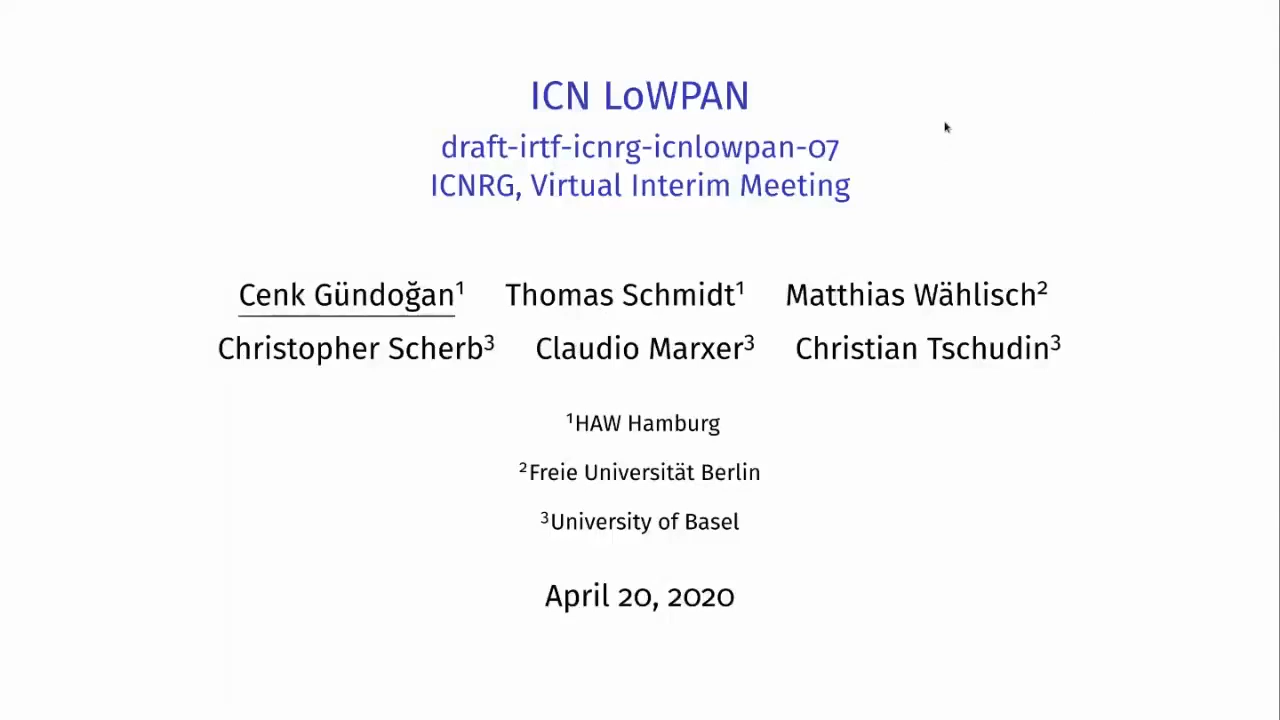 ICN LoWPAN
draft-irtf-icnrg-icnlowpan-07
ICNRG, Virtual Interim Meeting
Cenk Gündoğan¹ Thomas Schmidt¹ Matthias Wählisch²
Christopher Scherb³ Claudio Marxer³ Christian Tschudin³
¹HAW Hamburg
²Freie Universität Berlin
³University of Basel
April 20, 2020